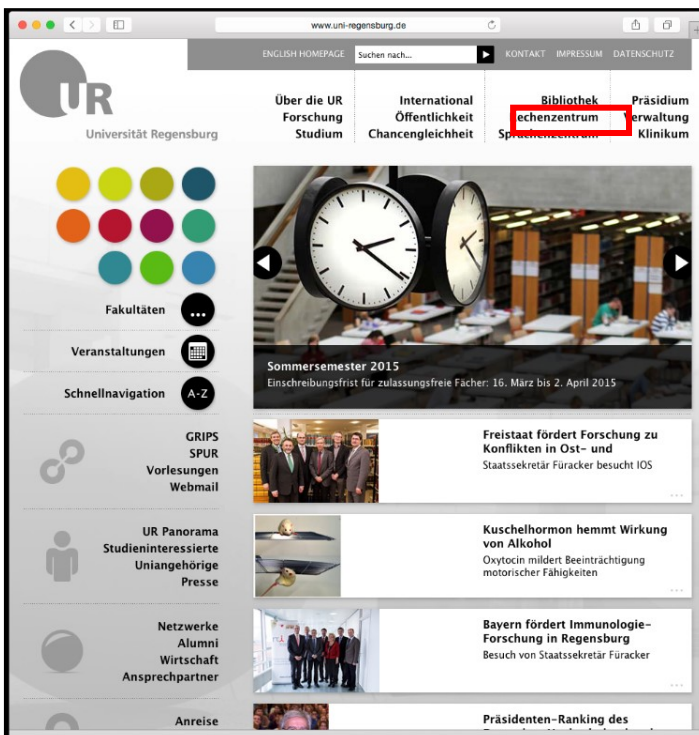 www.uni-regensburg.de
ENGLISH HOMEPAGE
Suchen nach...
KONTAKT IMPRESSUM DATENSCHUTZ
UR
Universität Regensburg
Über die UR
Forschung
Studium
International
Öffentlichkeit
Chancengleichheit
Bibliothek
echenzentrum
Sprachenzentrum
Präsidium
Verwaltung
Klinikum
Fakultäten
...
Veranstaltungen
Schnellnavigation
A-Z
Sommersemester 2015
Einschreibungsfrist für zulassungsfreie Fächer: 16. März bis 2. April 2015
GRIPS
SPUR
Vorlesungen
Webmail
Freistaat fördert Forschung zu
Konflikten in Ost- und
Staatssekretär Füracker besucht IOS
...
UR Panorama
Studieninteressierte
Uniangehörige
Presse
Kuschelhormon hemmt Wirkung
von Alkohol
Oxytocin mildert Beeinträchtigung
motorischer Fähigkeiten
...
Netzwerke
Alumni
Wirtschaft
Ansprechpartner
Bayern fördert Immunologie-
Forschung in Regensburg
Besuch von Staatssekretär Füracker
...
Anreise
Präsidenten-Ranking des